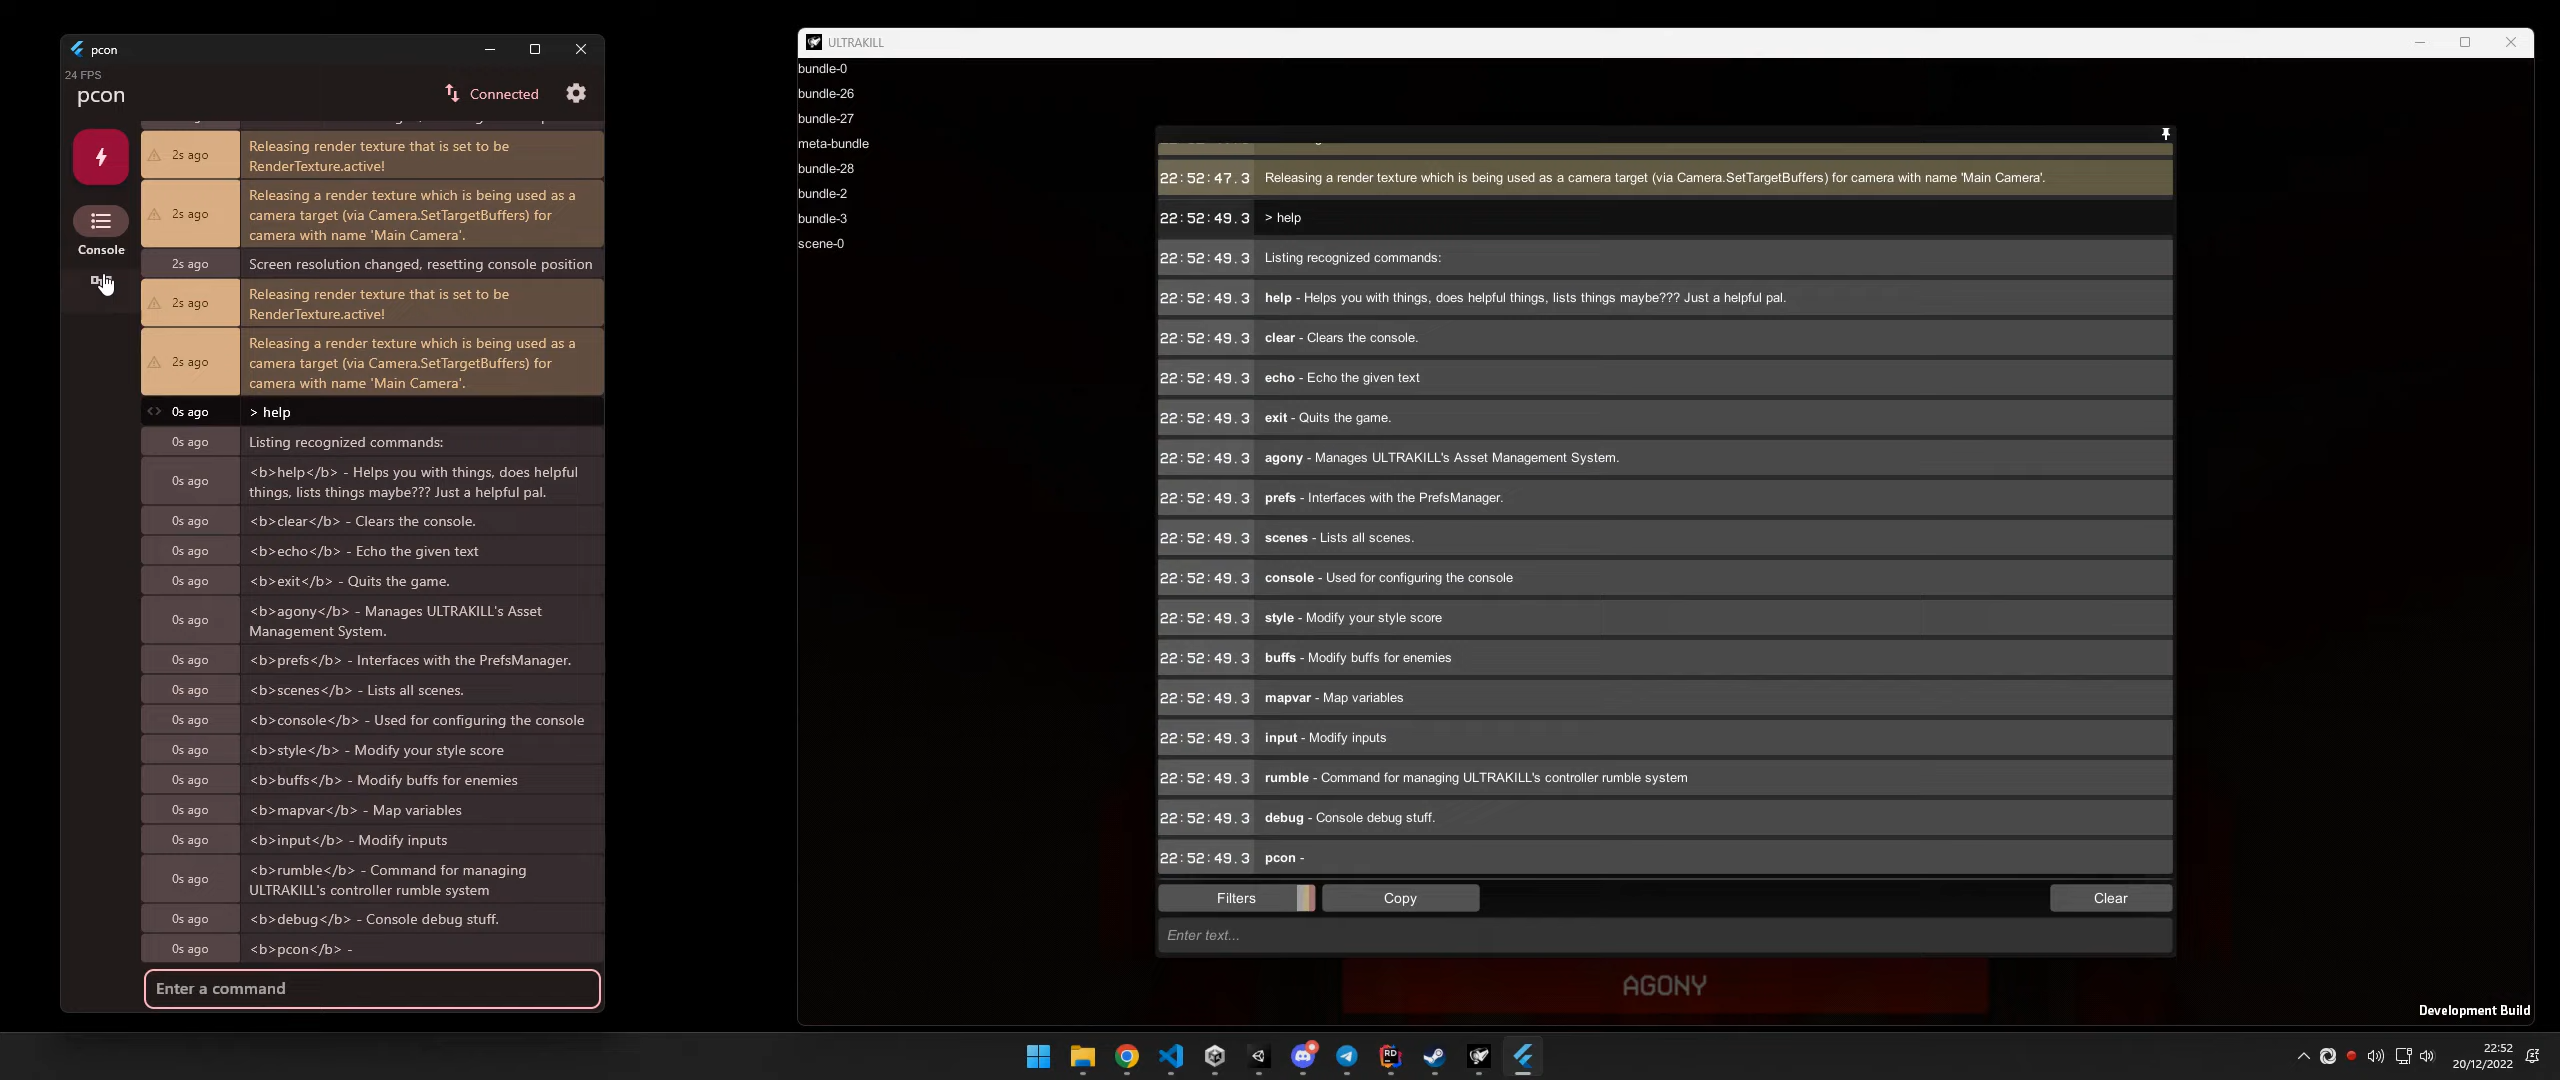 pcon
24 FPS
pcon
Connected
Console
2s ago
Releasing render texture that is set to be
RenderTexture.active!
2s ago
Releasing a render texture which is being used as a
camera target (via Camera.SetTargetBuffers) for
camera with name 'Main Camera'.
2s ago
Screen resolution changed, resetting console position
2s ago
Releasing render texture that is set to be
RenderTexture.active!
2s ago
Releasing a render texture which is being used as a
camera target (via Camera.SetTargetBuffers) for
camera with name 'Main Camera'.
<> 0s ago > help
0s ago Listing recognized commands:
0s ago
<b>help</b> - Helps you with things, does helpful
things, lists things maybe??? Just a helpful pal.
0s ago <b>clear</b> - Clears the console.
0s ago <b>echo</b> - Echo the given text
0s ago <b>exit</b> - Quits the game.
0s ago
<b>agony</b> - Manages ULTRAKILL's Asset
Management System.
0s ago <b>prefs</b> - Interfaces with the PrefsManager.
0s ago <b>scenes</b> - Lists all scenes.
0s ago <b>console</b> - Used for configuring the console
0s ago <b>style</b> - Modify your style score
0s ago <b>buffs</b> - Modify buffs for enemies
0s ago <b>mapvar</b> - Map variables
0s ago <b>input</b> - Modify inputs
0s ago
<b>rumble</b> - Command for managing
ULTRAKILL's controller rumble system
0s ago <b>debug</b> - Console debug stuff.
0s ago <b>pcon</b> -
Enter a command
ULTRAKILL
bundle-0
bundle-26
bundle-27
meta-bundle
bundle-28
bundle-2
bundle-3
scene-0
22:52:47.3 Releasing a render texture which is being used as a camera target (via Camera.SetTargetBuffers) for camera with name 'Main Camera'.
22:52:49.3 > help
22:52:49.3 Listing recognized commands:
22:52:49.3 help - Helps you with things, does helpful things, lists things maybe??? Just a helpful pal.
22:52:49.3 clear - Clears the console.
22:52:49.3 echo - Echo the given text
22:52:49.3 exit - Quits the game.
22:52:49.3 agony - Manages ULTRAKILL's Asset Management System.
22:52:49.3 prefs - Interfaces with the PrefsManager.
22:52:49.3 scenes - Lists all scenes.
22:52:49.3 console - Used for configuring the console
22:52:49.3 style - Modify your style score
22:52:49.3 buffs - Modify buffs for enemies
22:52:49.3 mapvar - Map variables
22:52:49.3 input - Modify inputs
22:52:49.3 rumble - Command for managing ULTRAKILL's controller rumble system
22:52:49.3 debug - Console debug stuff.
22:52:49.3 pcon -
Filters Copy Clear
Enter text...
AGONY
Development Build
RD
22:52
20/12/2022